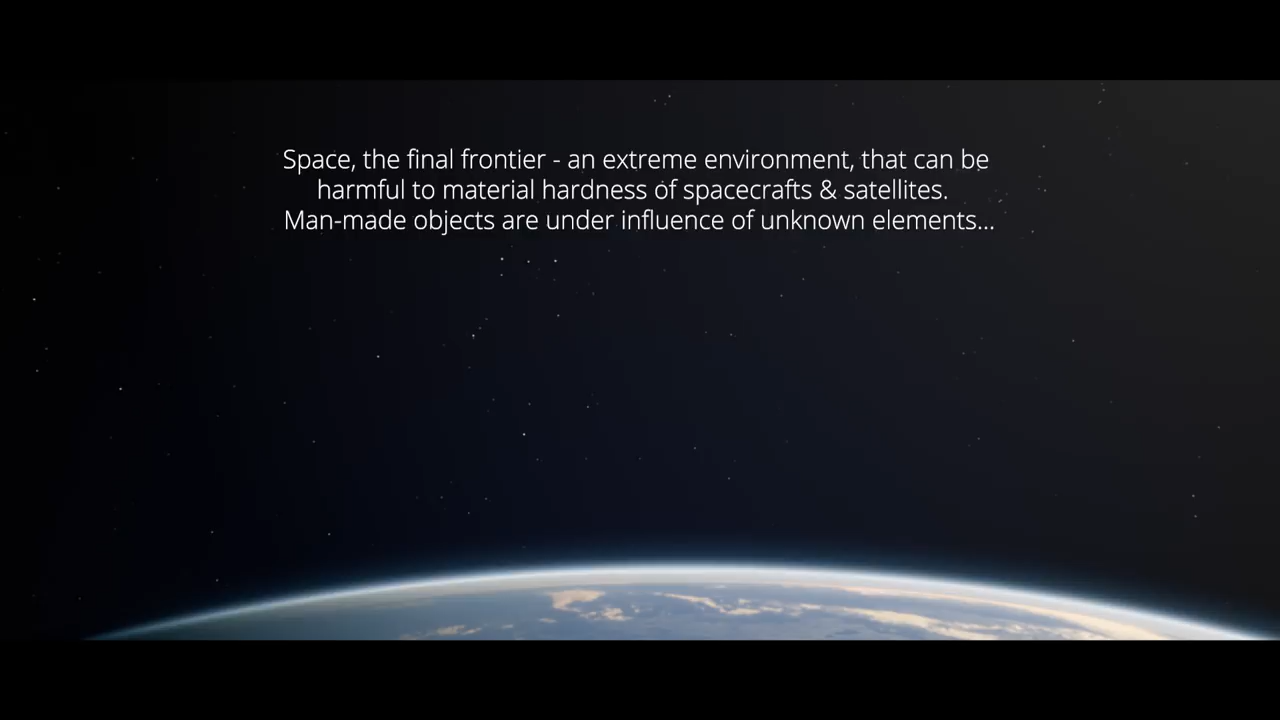 Space, the final frontier - an extreme environment, that can be
harmful to material hardness of spacecrafts & satellites.
Man-made objects are under influence of unknown elements...